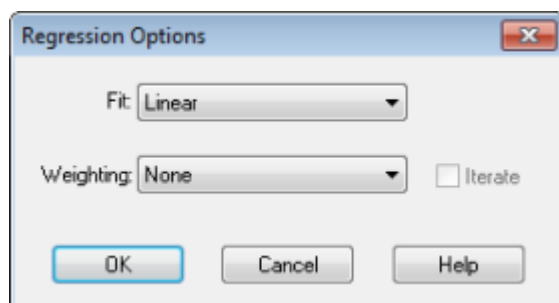 Regression Options
Fit: Linear
Weighting: None
Iterate
OK Cancel Help